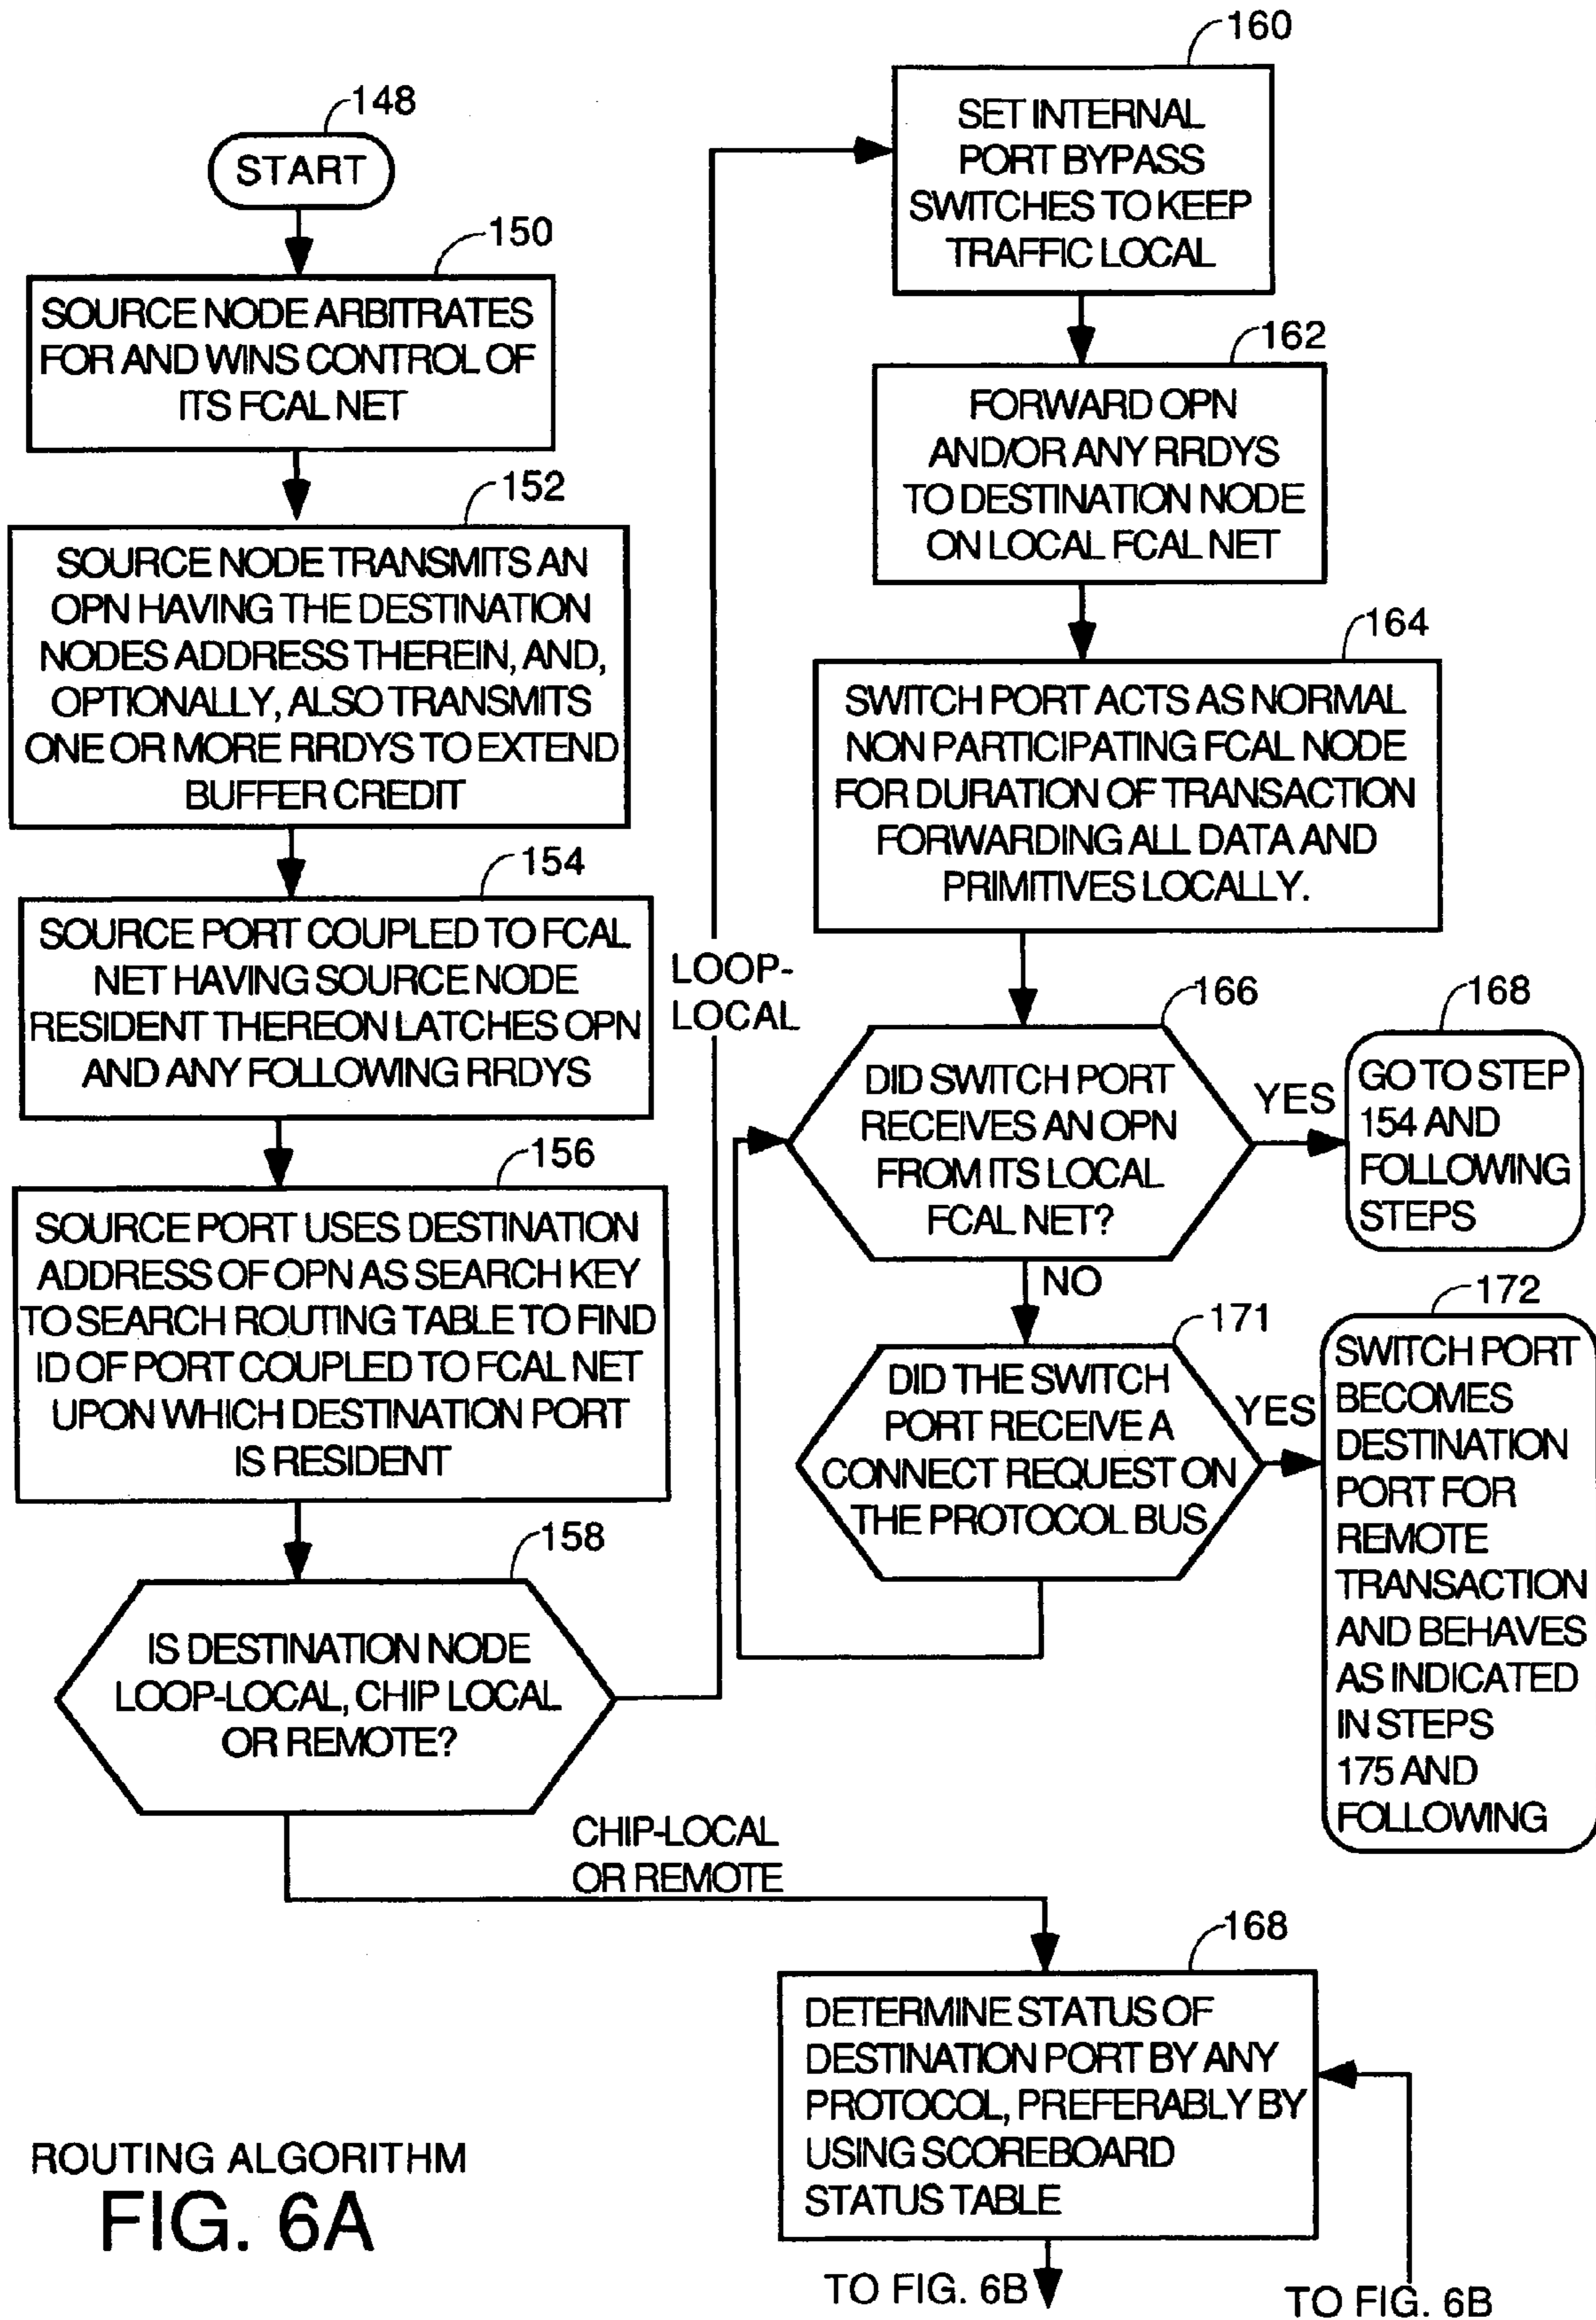 148
START
150
SOURCE NODE ARBITRATES
FOR AND WINS CONTROL OF
ITS FCAL NET
152
SOURCE NODE TRANSMITS AN
OPN HAVING THE DESTINATION
NODES ADDRESS THEREIN, AND,
OPTIONALLY, ALSO TRANSMITS
ONE OR MORE RRDYS TO EXTEND
BUFFER CREDIT
154
SOURCE PORT COUPLED TO FCAL
NET HAVING SOURCE NODE
RESIDENT THEREON LATCHES OPN
AND ANY FOLLOWING RRDYS
156
SOURCE PORT USES DESTINATION
ADDRESS OF OPN AS SEARCH KEY
TO SEARCH ROUTING TABLE TO FIND
ID OF PORT COUPLED TO FCAL NET
UPON WHICH DESTINATION PORT
IS RESIDENT
158
IS DESTINATION NODE
LOOP-LOCAL, CHIP LOCAL
OR REMOTE?
LOOP-
LOCAL
160
SET INTERNAL
PORT BYPASS
SWITCHES TO KEEP
TRAFFIC LOCAL
162
FORWARD OPN
AND/OR ANY RRDYS
TO DESTINATION NODE
ON LOCAL FCAL NET
164
SWITCH PORT ACTS AS NORMAL
NON PARTICIPATING FCAL NODE
FOR DURATION OF TRANSACTION
FORWARDING ALL DATA AND
PRIMITIVES LOCALLY.
166
DID SWITCH PORT
RECEIVES AN OPN
FROM ITS LOCAL
FCAL NET?
YES
168
GO TO STEP
154 AND
FOLLOWING
STEPS
NO
171
DID THE SWITCH
PORT RECEIVE A
CONNECT REQUEST ON
THE PROTOCOL BUS
YES
172
SWITCH PORT
BECOMES
DESTINATION
PORT FOR
REMOTE
TRANSACTION
AND BEHAVES
AS INDICATED
IN STEPS
175 AND
FOLLOWING
CHIP-LOCAL
OR REMOTE
168
DETERMINE STATUS OF
DESTINATION PORT BY ANY
PROTOCOL, PREFERABLY BY
USING SCOREBOARD
STATUS TABLE
TO FIG. 6B
TO FIG. 6B
ROUTING ALGORITHM
FIG. 6A